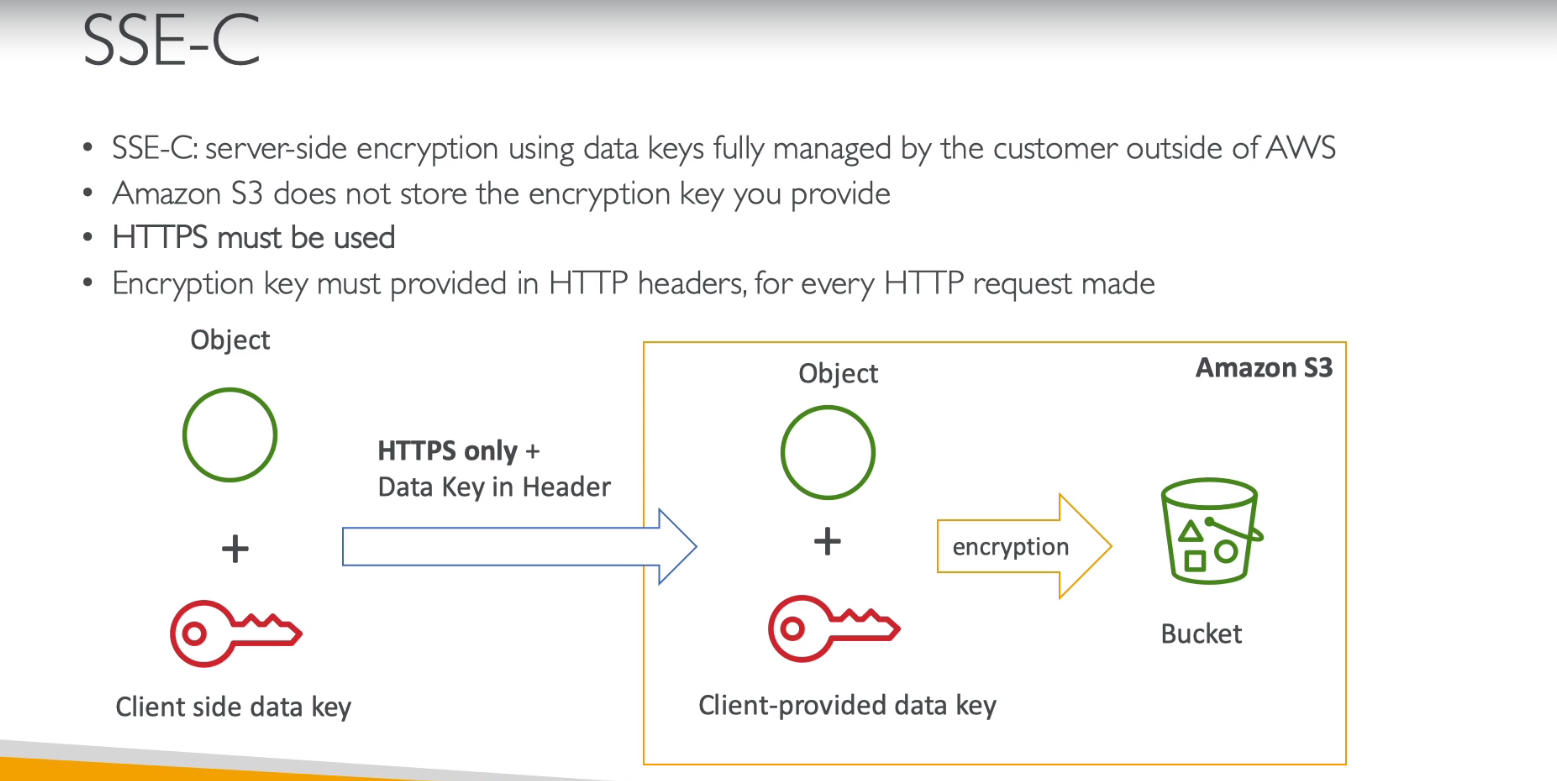 SSE-C
• SSE-C: server-side encryption using data keys fully managed by the customer outside of AWS
• Amazon S3 does not store the encryption key you provide
• HTTPS must be used
• Encryption key must provided in HTTP headers, for every HTTP request made
Object
HTTPS only +
Data Key in Header
+
Client side data key
Amazon S3
Object
+
Client-provided data key
encryption
Bucket